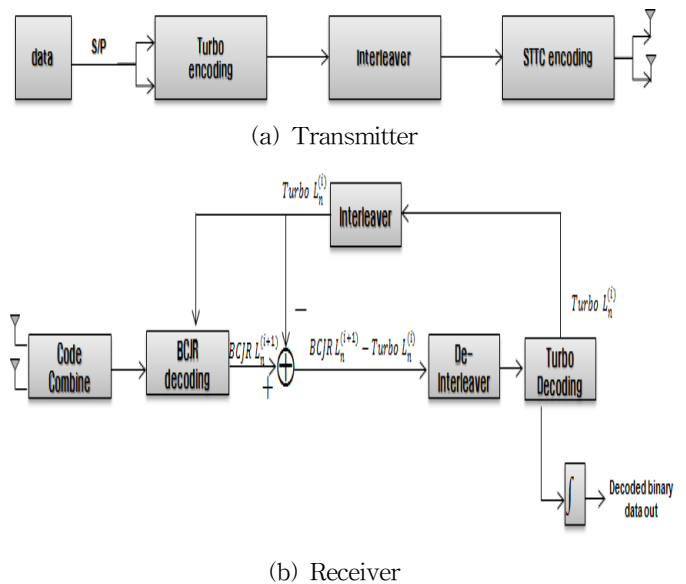 data
S/P
Turbo
encoding
Interleaver
STTC encoding
(a) Transmitter
Turbo L_n^{(i)}
Interleaver
−
Turbo L_n^{(i)}
Code
Combine
BCJR
decoding
BCJR L_n^{(i+1)}
+
+
BCJR L_n^{(i+1)} − Turbo L_n^{(i)}
De-
Interleaver
Turbo
Decoding
∫
Decoded binary
data out
(b) Receiver